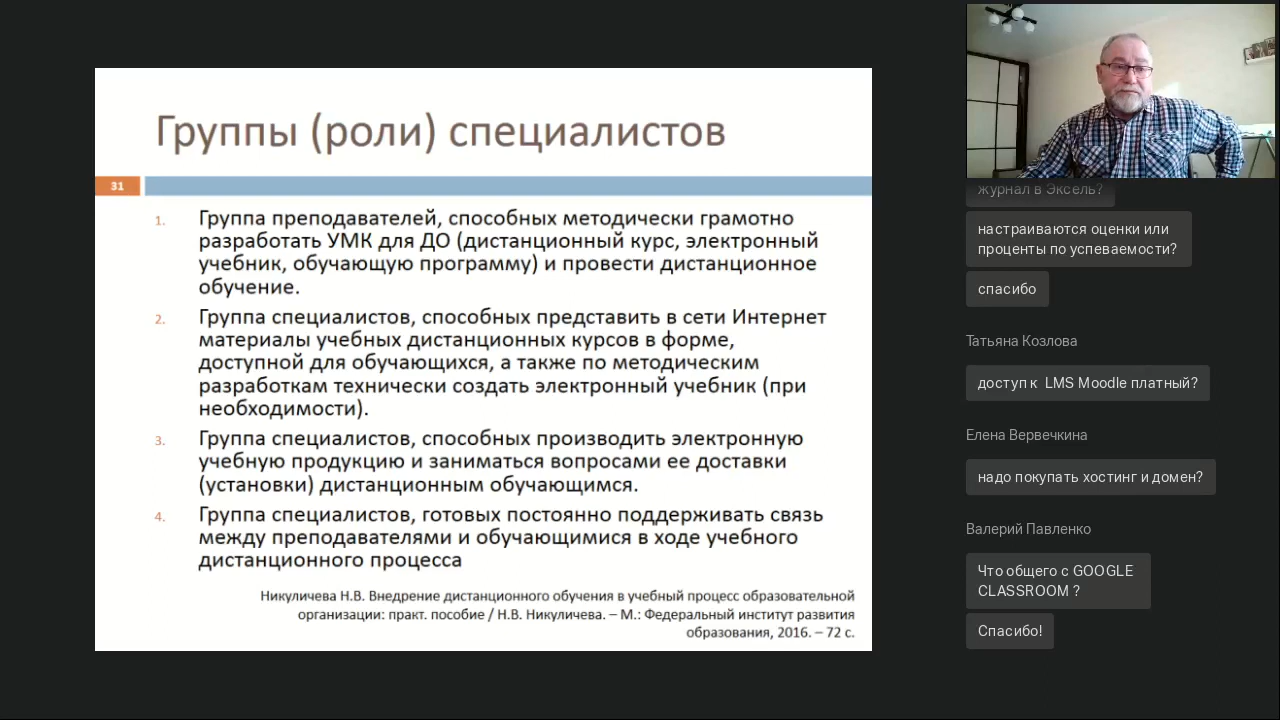 Группы (роли) специалистов
31
1. Группа преподавателей, способных методически грамотно
разработать УМК для ДО (дистанционный курс, электронный
учебник, обучающую программу) и провести дистанционное
обучение.
2. Группа специалистов, способных представить в сети Интернет
материалы учебных дистанционных курсов в форме,
доступной для обучающихся, а также по методическим
разработкам технически создать электронный учебник (при
необходимости).
3. Группа специалистов, способных производить электронную
учебную продукцию и заниматься вопросами ее доставки
(установки) дистанционным обучающимся.
4. Группа специалистов, готовых постоянно поддерживать связь
между преподавателями и обучающимися в ходе учебного
дистанционного процесса
Никуличева Н.В. Внедрение дистанционного обучения в учебный процесс образовательной
организации: практ. пособие / Н.В. Никуличева. – М.: Федеральный институт развития
образования, 2016. – 72 с.
журнал в Эксель?
настраиваются оценки или
проценты по успеваемости?
спасибо
Татьяна Козлова
доступ к LMS Moodle платный?
Елена Вервечкина
надо покупать хостинг и домен?
Валерий Павленко
Что общего с GOOGLE
CLASSROOM ?
Спасибо!